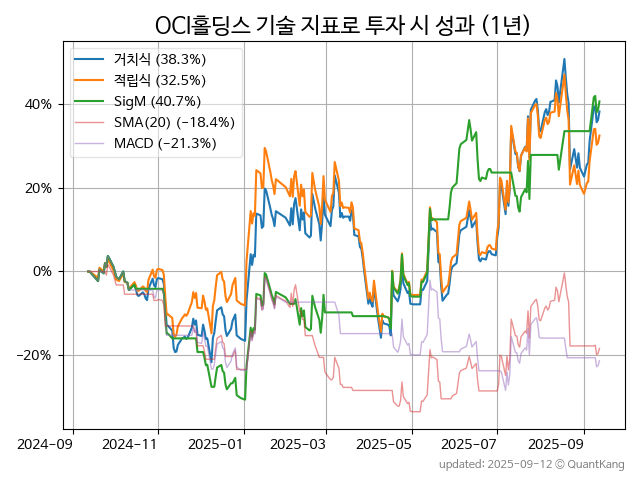 OCI홀딩스 기술 지표로 투자 시 성과 (1년)
거치식 (38.3%)
적립식 (32.5%)
SigM (40.7%)
SMA(20) (−18.4%)
MACD (−21.3%)
40%
20%
0%
−20%
2024-09 2024-11 2025-01 2025-03 2025-05 2025-07 2025-09
updated: 2025-09-12 © QuantKang